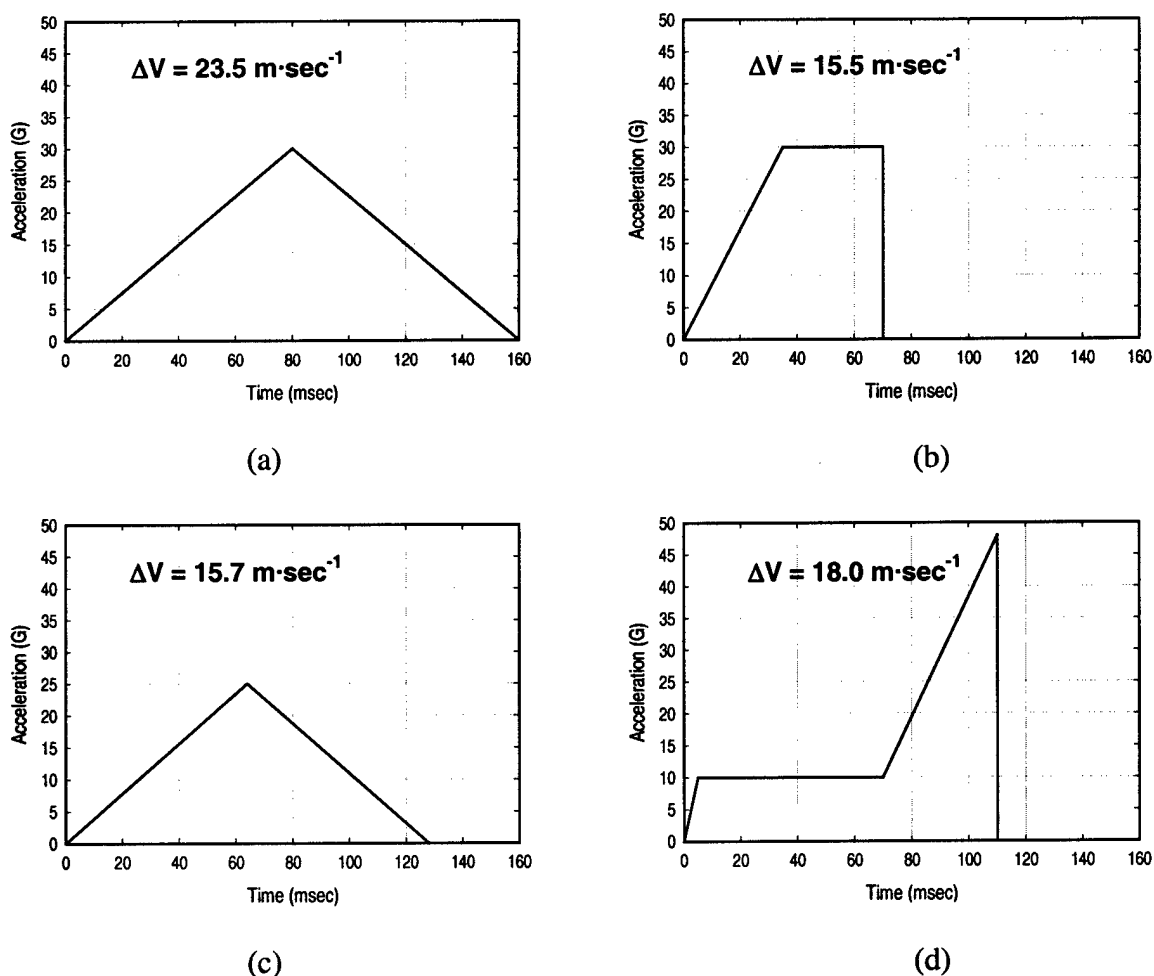 ΔV = 23.5 m·sec⁻¹
Acceleration (G)
50
45
40
35
30
25
20
15
10
5
0
0 20 40 60 80 100 120 140 160
Time (msec)
(a)
ΔV = 15.5 m·sec⁻¹
Acceleration (G)
50
45
40
35
30
25
20
15
10
5
0
0 20 40 60 80 100 120 140 160
Time (msec)
(b)
ΔV = 15.7 m·sec⁻¹
Acceleration (G)
50
45
40
35
30
25
20
15
10
5
0
0 20 40 60 80 100 120 140 160
Time (msec)
(c)
ΔV = 18.0 m·sec⁻¹
Acceleration (G)
50
45
40
35
30
25
20
15
10
5
0
0 20 40 60 80 100 120 140 160
Time (msec)
(d)